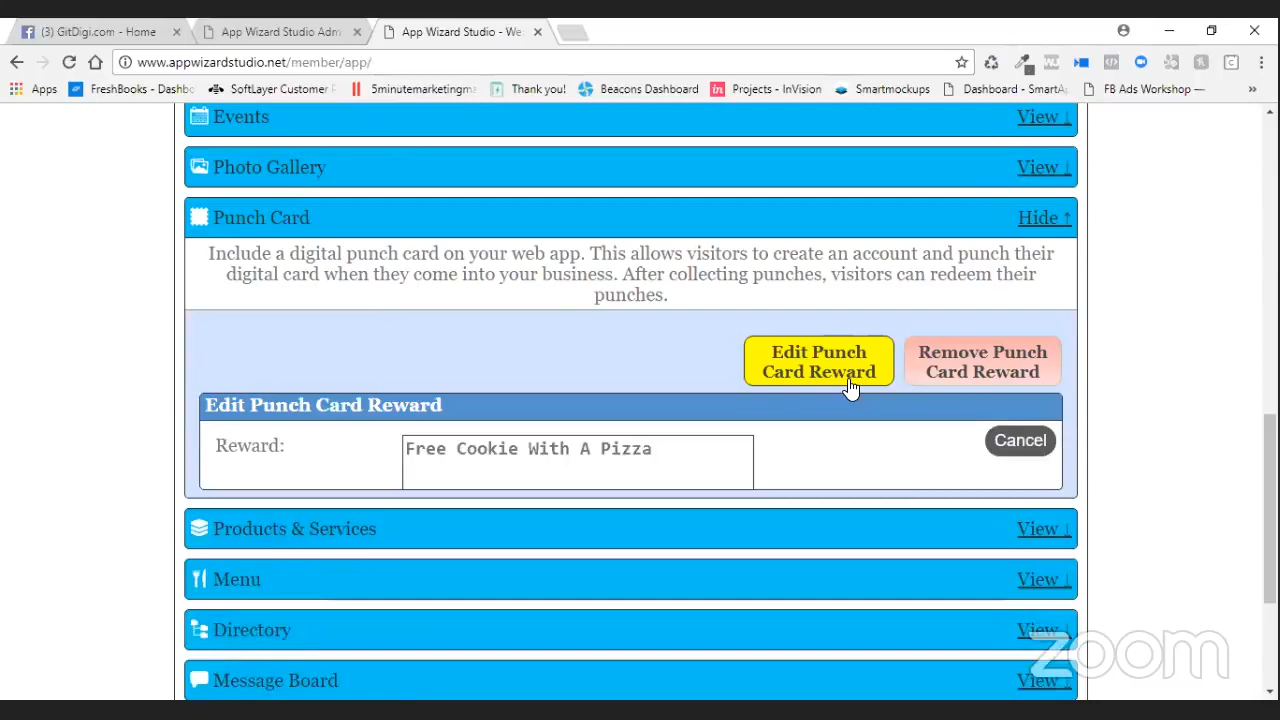 (3) GitDigi.com - Home
App Wizard Studio Adm
App Wizard Studio - We
www.appwizardstudio.net/member/app/
Apps
FreshBooks - Dashbo
SoftLayer Customer
5minutemarketingma
Thank you!
Beacons Dashboard
Projects - InVision
Smartmockups
Dashboard - SmartA
FB Ads Workshop —
Events View ↓
Photo Gallery View ↓
Punch Card Hide ↑
Include a digital punch card on your web app. This allows visitors to create an account and punch their
digital card when they come into your business. After collecting punches, visitors can redeem their
punches.
Edit Punch
Card Reward
Remove Punch
Card Reward
Edit Punch Card Reward
Reward:
Free Cookie With A Pizza
Cancel
Products & Services View ↓
Menu View ↓
Directory View ↓
Message Board View ↓
zoom